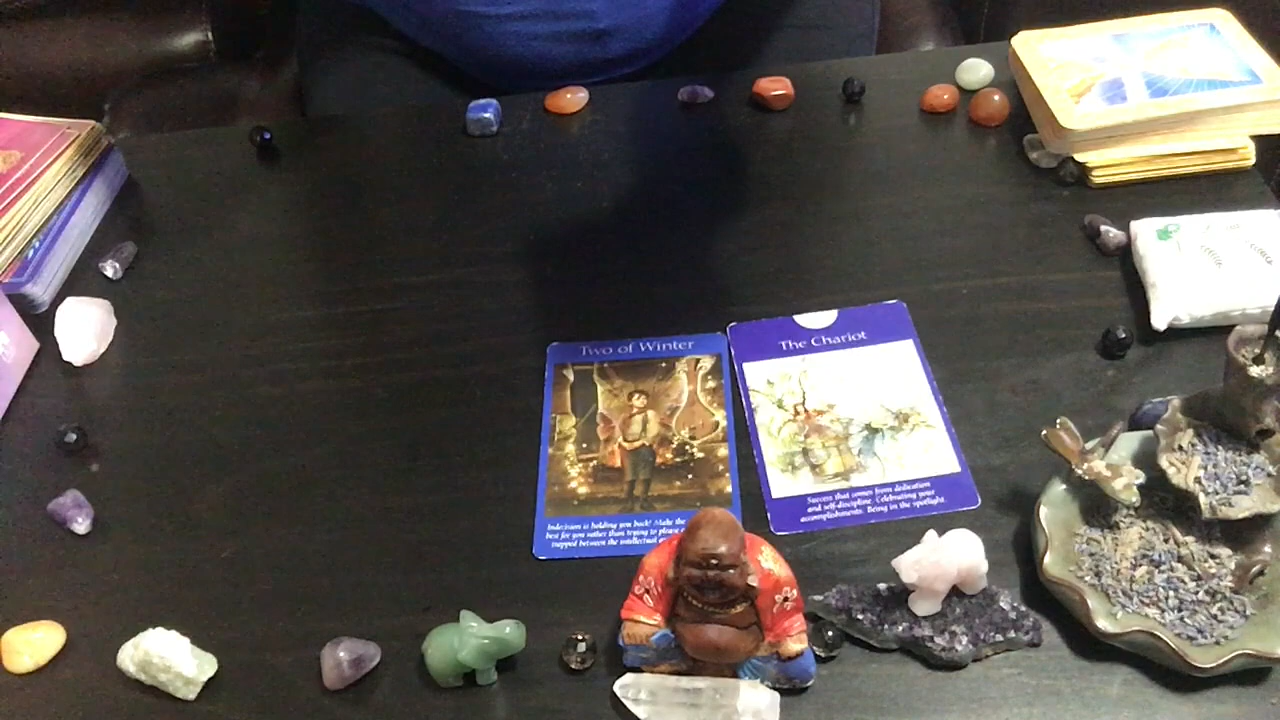 Two of Winter
Indecision is holding you back! Make the
best for you rather than trying to please
trapped between the intellectual
The Chariot
Success that comes from dedication
and self-discipline. Celebrating your
accomplishments. Being in the spotlight.